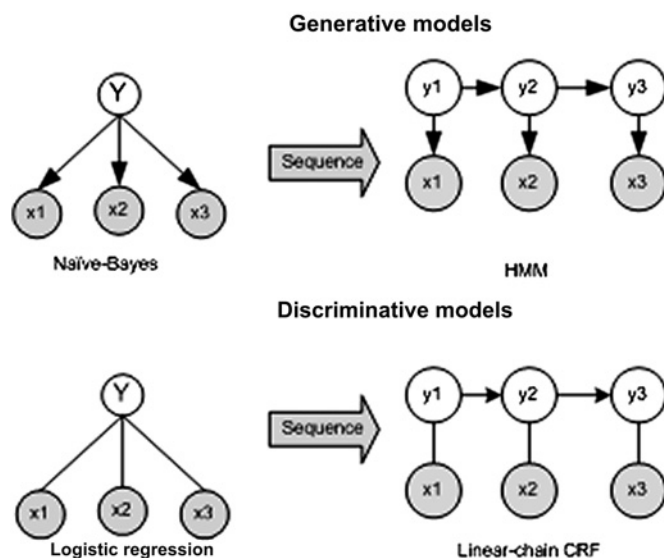 Generative models
Y
y1 y2 y3
Sequence
x1 x2 x3
x1 x2 x3
Naïve-Bayes
HMM
Discriminative models
Y
y1 y2 y3
Sequence
x1 x2 x3
x1 x2 x3
Logistic regression
Linear-chain CRF